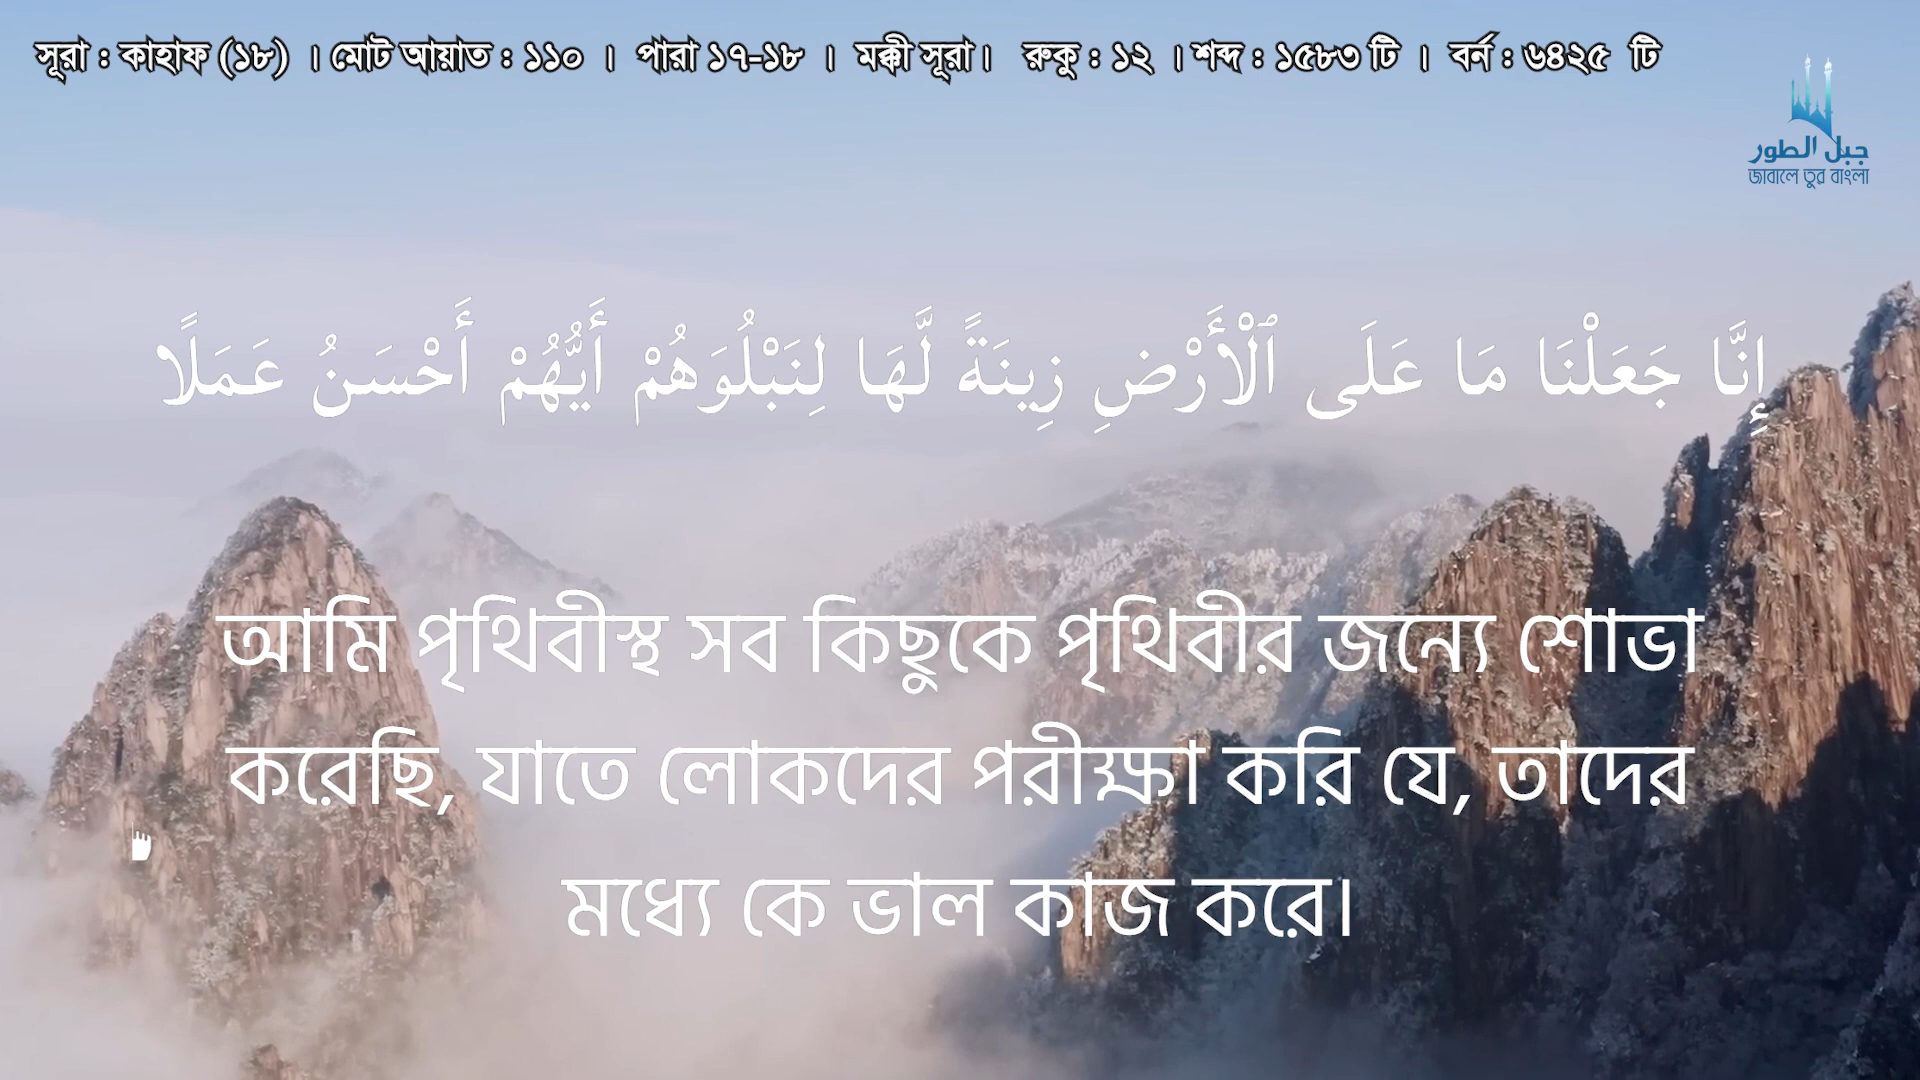 সূরা : কাহাফ (১৮) । মোট আয়াত : ১১০ । পারা ১৭-১৮ । মক্কী সূরা। রুকু : ১২ । শব্দ : ১৫৮৩ টি । বর্ন : ৬৪২৫ টি
جبل الطور
জাবালে তুর বাংলা
إِنَّا جَعَلْنَا مَا عَلَى ٱلْأَرْضِ زِينَةً لَّهَا لِنَبْلُوَهُمْ أَيُّهُمْ أَحْسَنُ عَمَلًا
আমি পৃথিবীস্থ সব কিছুকে পৃথিবীর জন্যে শোভা
করেছি, যাতে লোকদের পরীক্ষা করি যে, তাদের
মধ্যে কে ভাল কাজ করে।